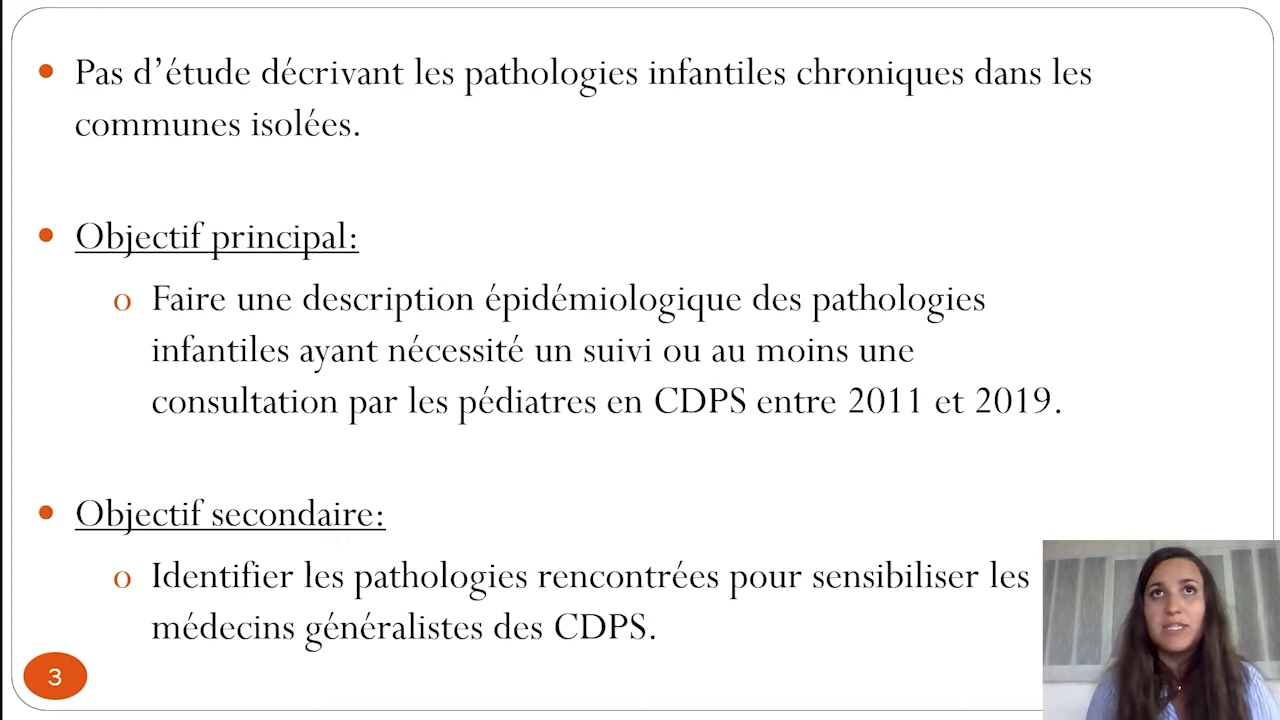 • Pas d’étude décrivant les pathologies infantiles chroniques dans les
communes isolées.
• Objectif principal:
o Faire une description épidémiologique des pathologies
infantiles ayant nécessité un suivi ou au moins une
consultation par les pédiatres en CDPS entre 2011 et 2019.
• Objectif secondaire:
o Identifier les pathologies rencontrées pour sensibiliser les
médecins généralistes des CDPS.
3